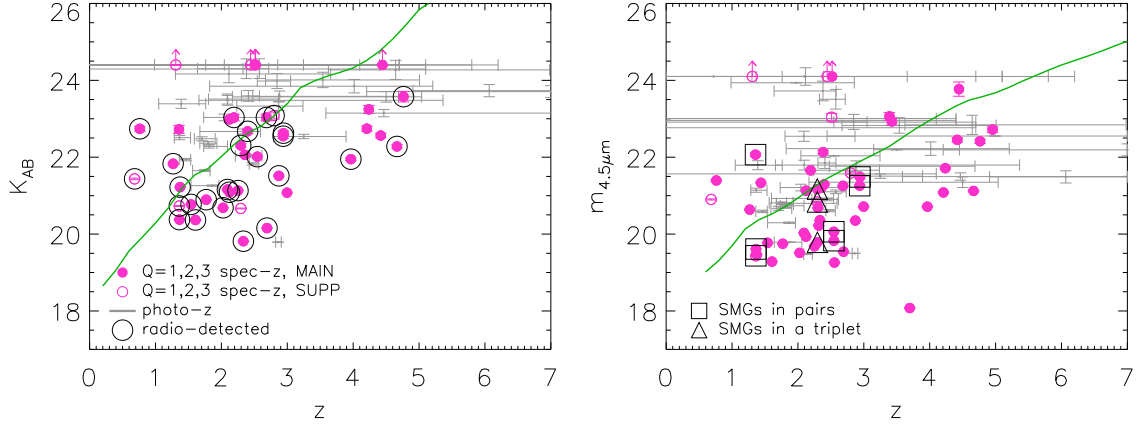 26
24
22
20
18
K_AB
0 1 2 3 4 5 6 7
z
Q=1,2,3 spec-z, MAIN
Q=1,2,3 spec-z, SUPP
photo-z
radio-detected
26
24
22
20
18
m_4.5μm
0 1 2 3 4 5 6 7
z
SMGs in pairs
SMGs in a triplet